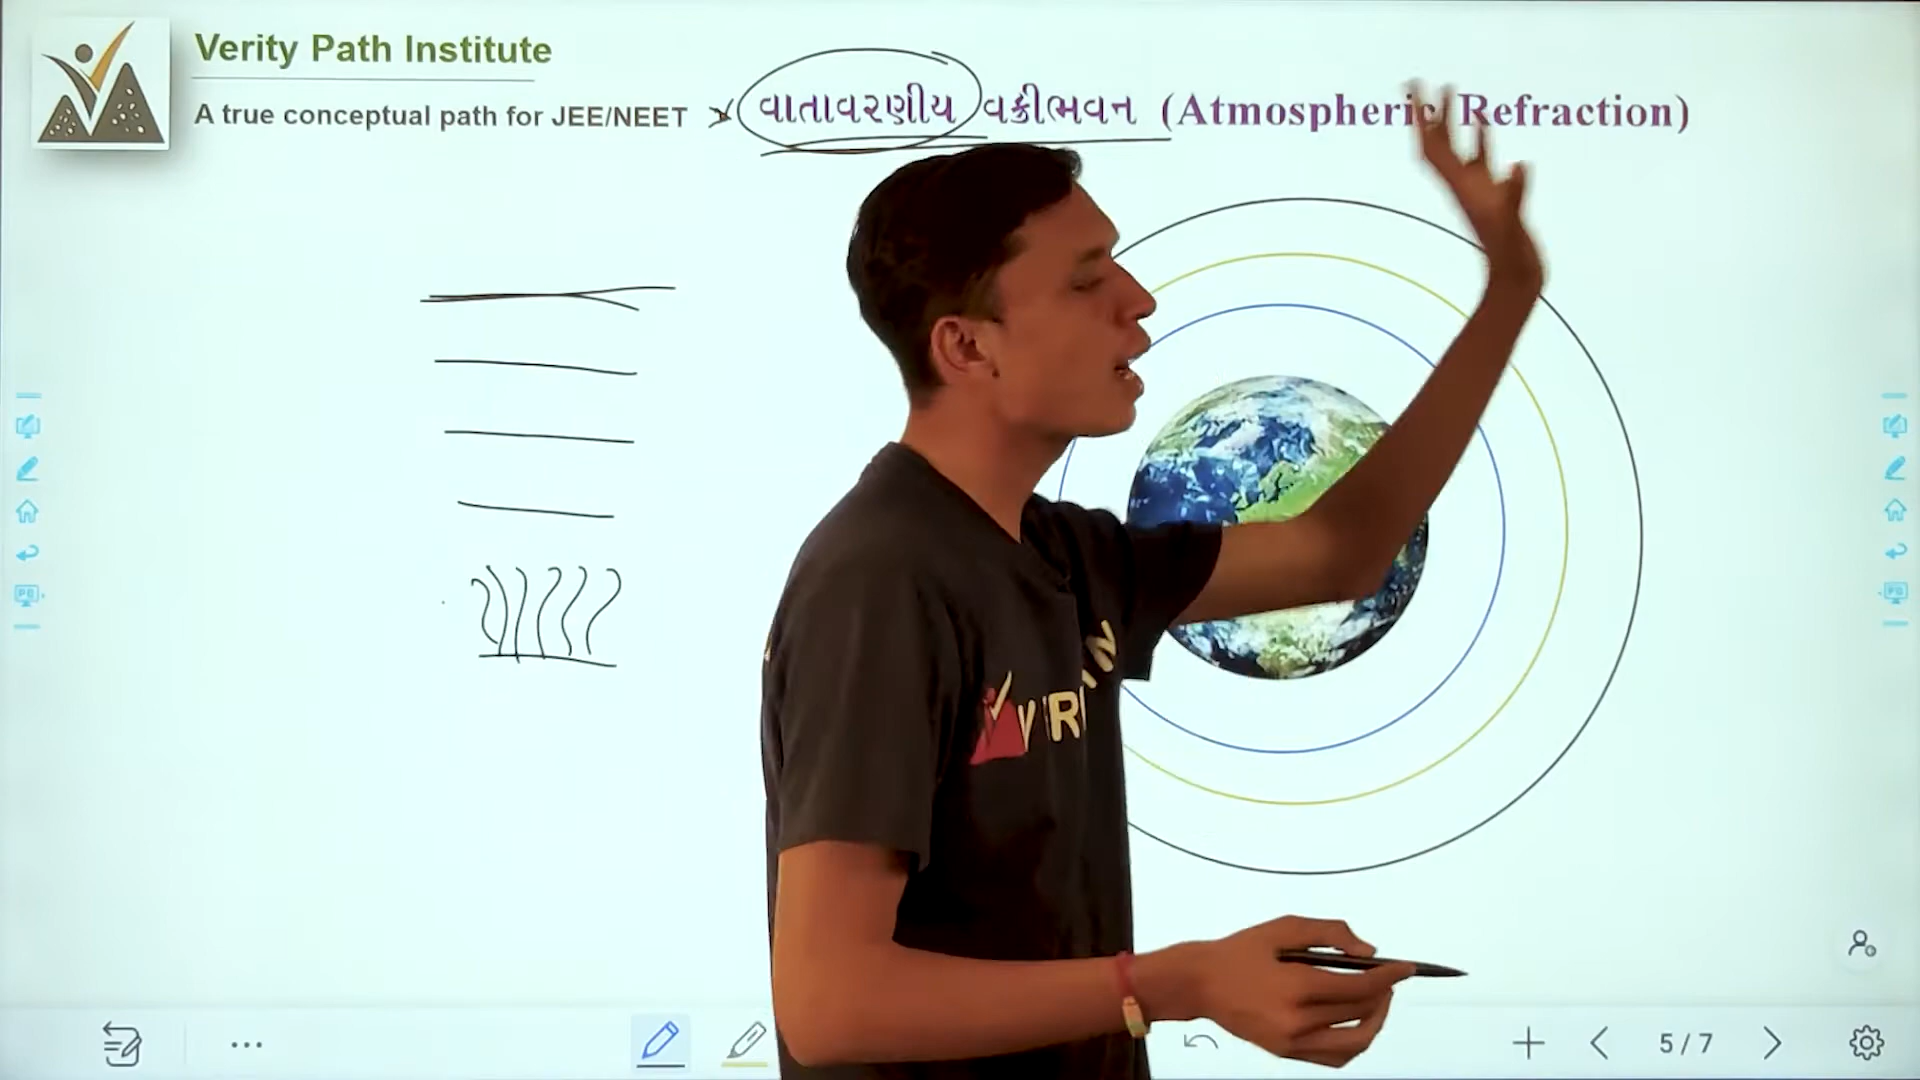 Verity Path Institute
A true conceptual path for JEE/NEET
વાતાવરણીય વક્રીભવન (Atmospheric Refraction)
5/7